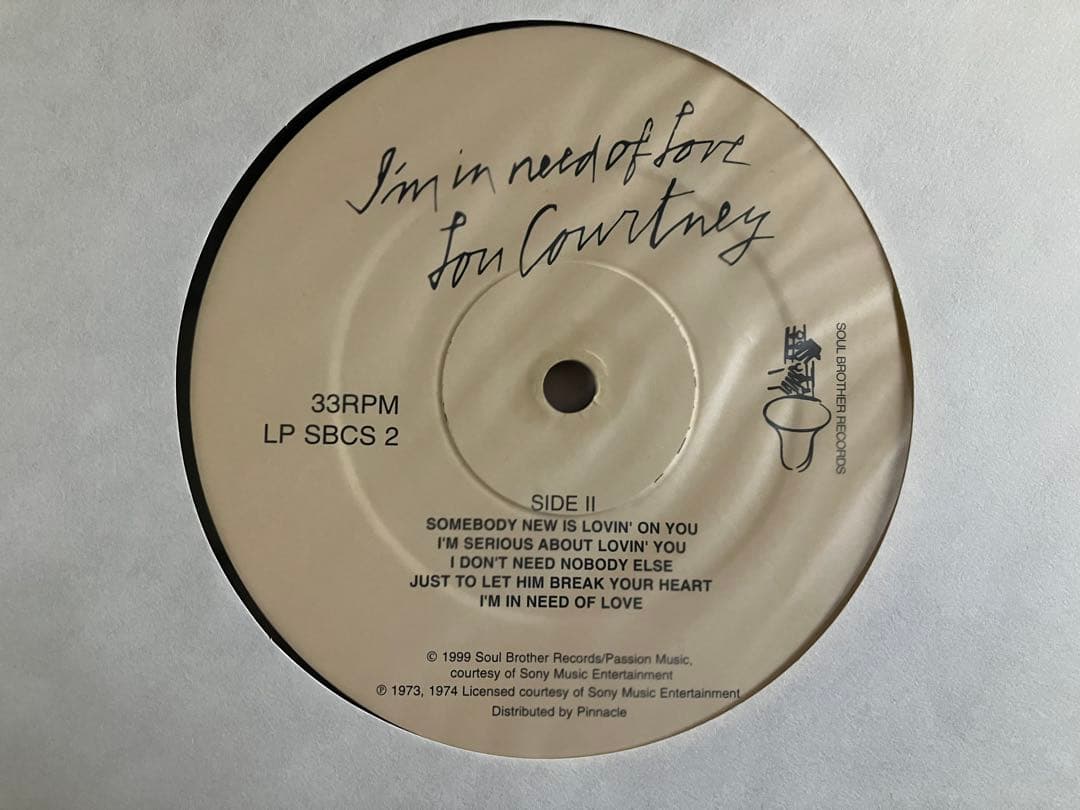 I'm in need of Love
Lou Courtney
33RPM
LP SBCS 2
SOUL BROTHER RECORDS
SIDE II
SOMEBODY NEW IS LOVIN' ON YOU
I'M SERIOUS ABOUT LOVIN' YOU
I DON'T NEED NOBODY ELSE
JUST TO LET HIM BREAK YOUR HEART
I'M IN NEED OF LOVE
© 1999 Soul Brother Records/Passion Music,
courtesy of Sony Music Entertainment
℗ 1973, 1974 Licensed courtesy of Sony Music Entertainment
Distributed by Pinnacle